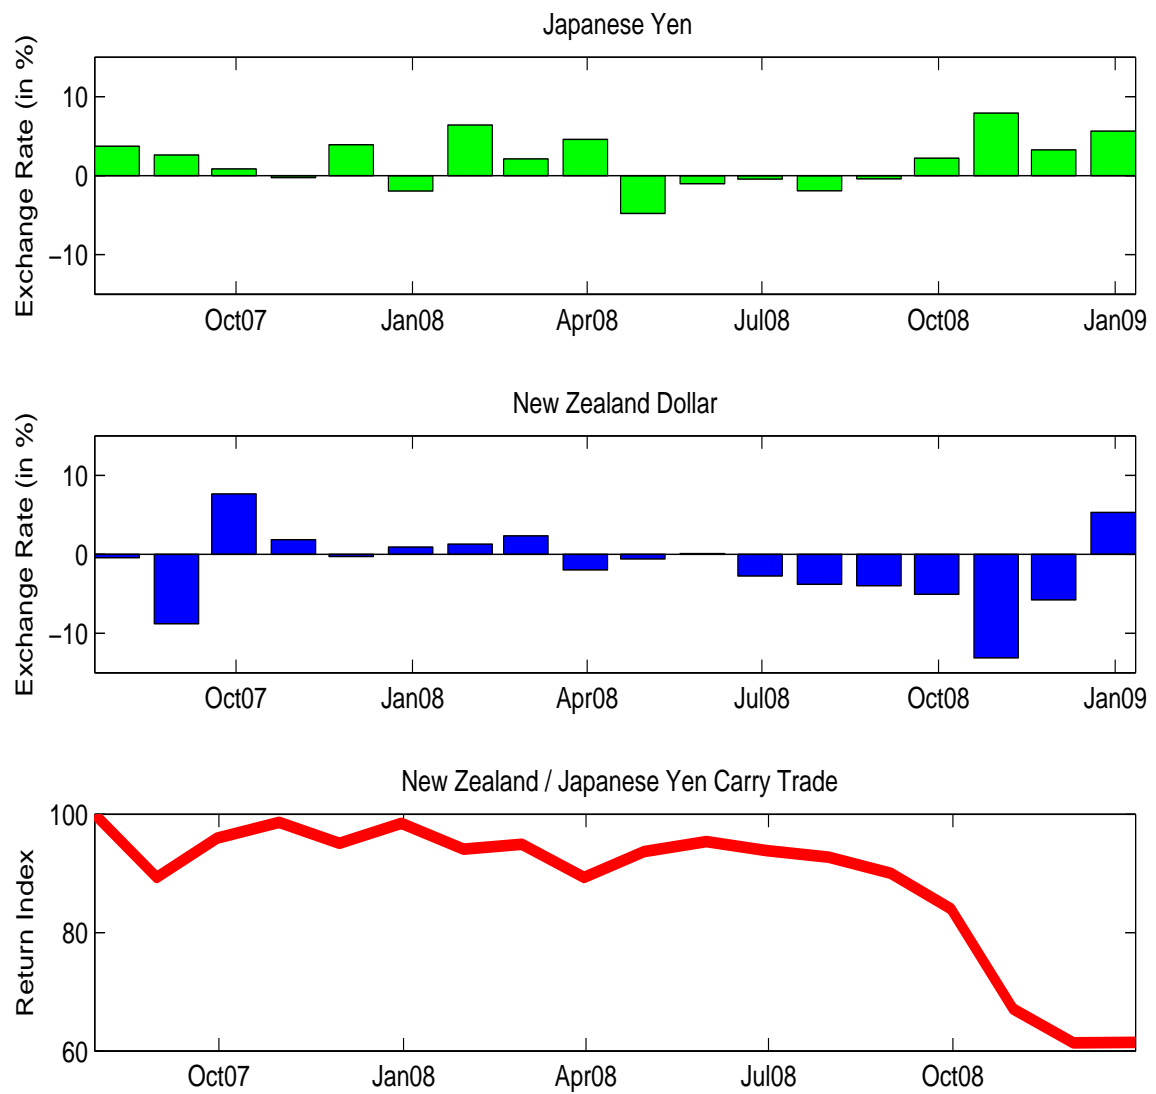 Japanese Yen
Exchange Rate (in %)
10
0
−10
Oct07 Jan08 Apr08 Jul08 Oct08 Jan09
New Zealand Dollar
Exchange Rate (in %)
10
0
−10
Oct07 Jan08 Apr08 Jul08 Oct08 Jan09
New Zealand / Japanese Yen Carry Trade
Return Index
100
80
60
Oct07 Jan08 Apr08 Jul08 Oct08